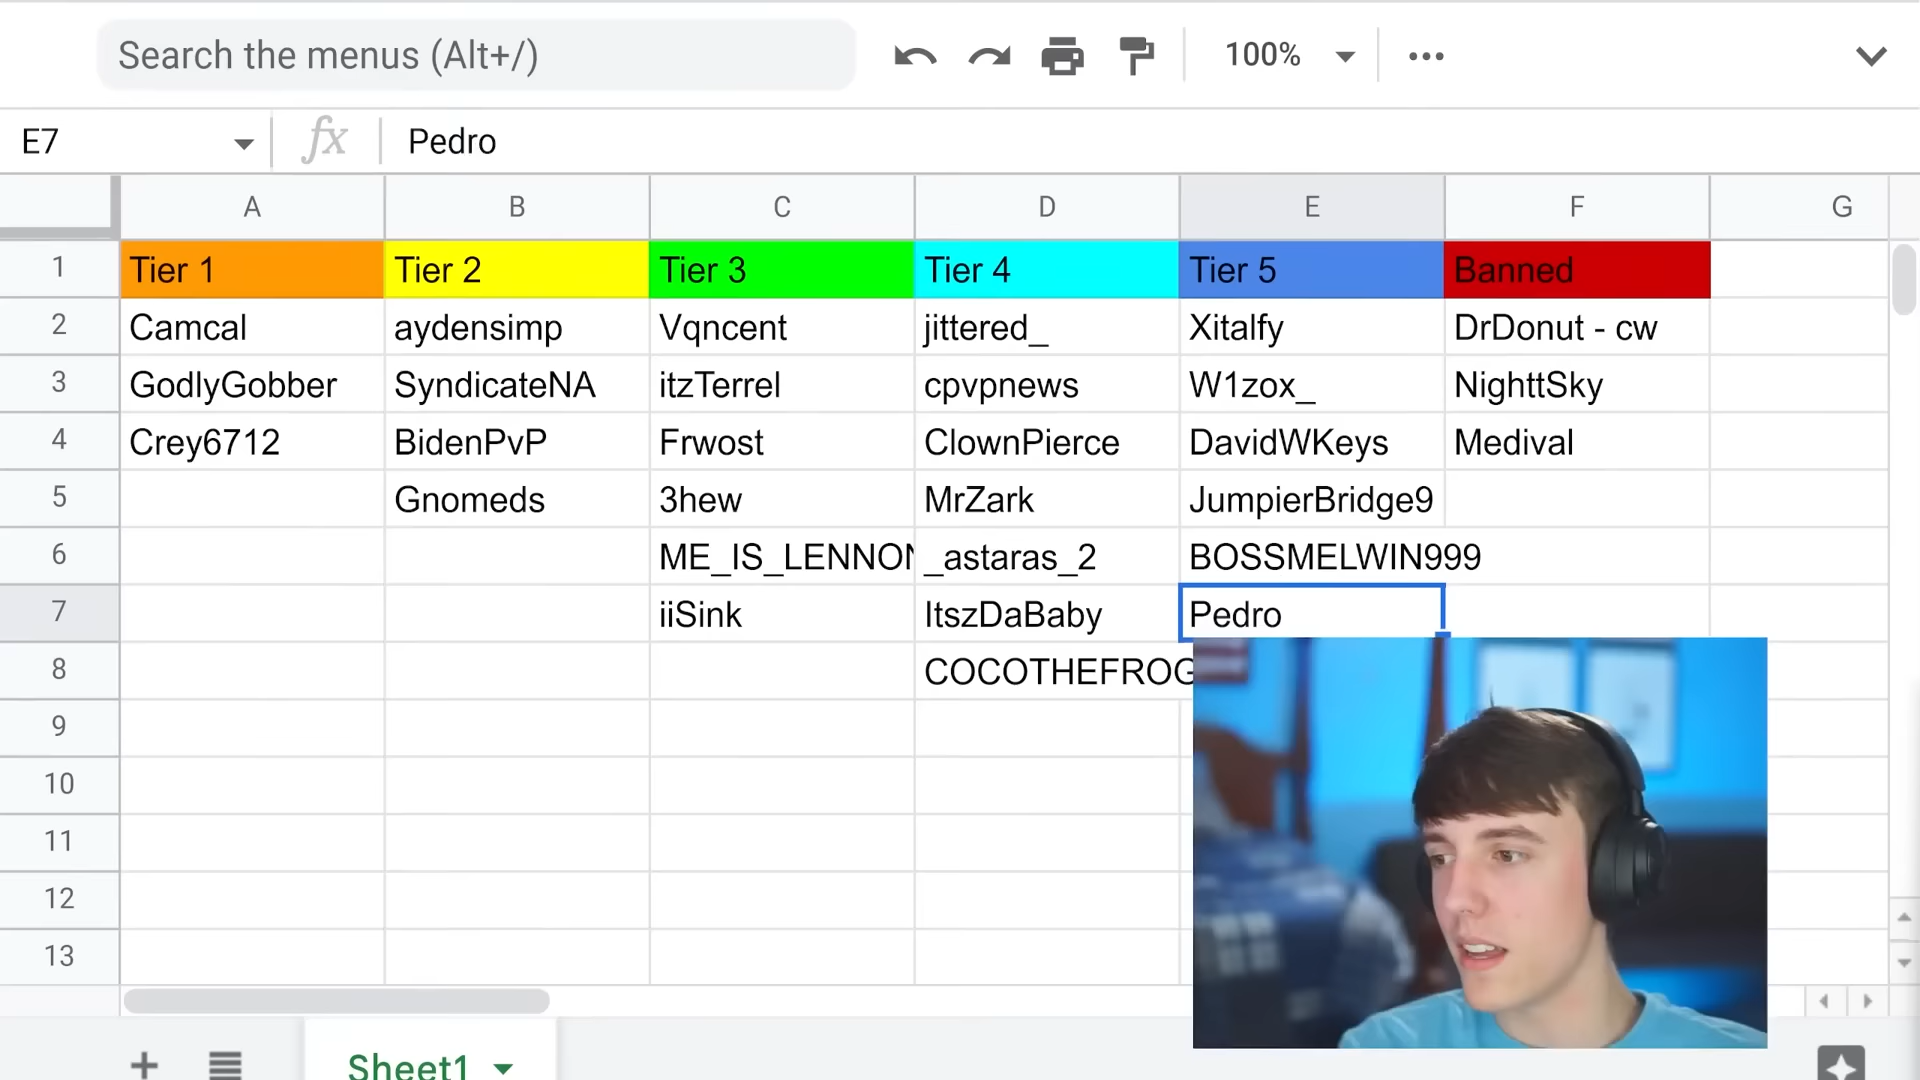 Search the menus (Alt+/)
100%
E7
fx
Pedro
A B C D E F G
1 Tier 1 Tier 2 Tier 3 Tier 4 Tier 5 Banned
2 Camcal aydensimp Vqncent jittered_ Xitalfy DrDonut - cw
3 GodlyGobber SyndicateNA itzTerrel cpvpnews W1zox_ NighttSky
4 Crey6712 BidenPvP Frwost ClownPierce DavidWKeys Medival
5 Gnomeds 3hew MrZark JumpierBridge9
6 ME_IS_LENNON _astaras_2 BOSSMELWIN999
7 iiSink ItszDaBaby Pedro
8 COCOTHEFROG
9
10
11
12
13
Sheet1